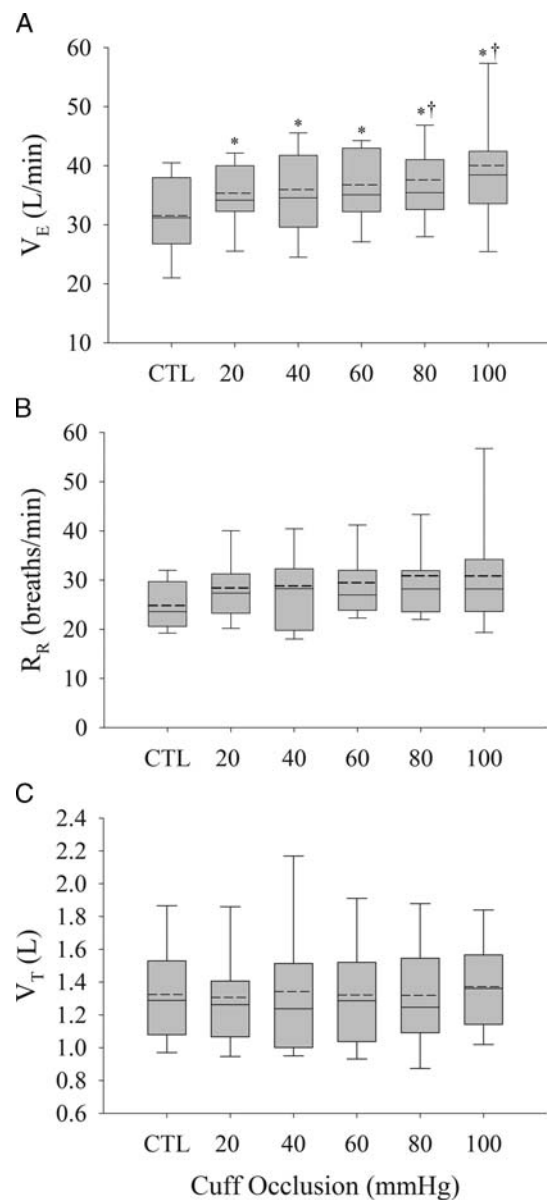 A
60
50
40
30
20
10
V_E (L/min)
*
*
*
*†
*†
CTL 20 40 60 80 100
B
60
50
40
30
20
10
0
R_R (breaths/min)
CTL 20 40 60 80 100
C
2.4
2.2
2.0
1.8
1.6
1.4
1.2
1.0
0.8
0.6
V_T (L)
CTL 20 40 60 80 100
Cuff Occlusion (mmHg)